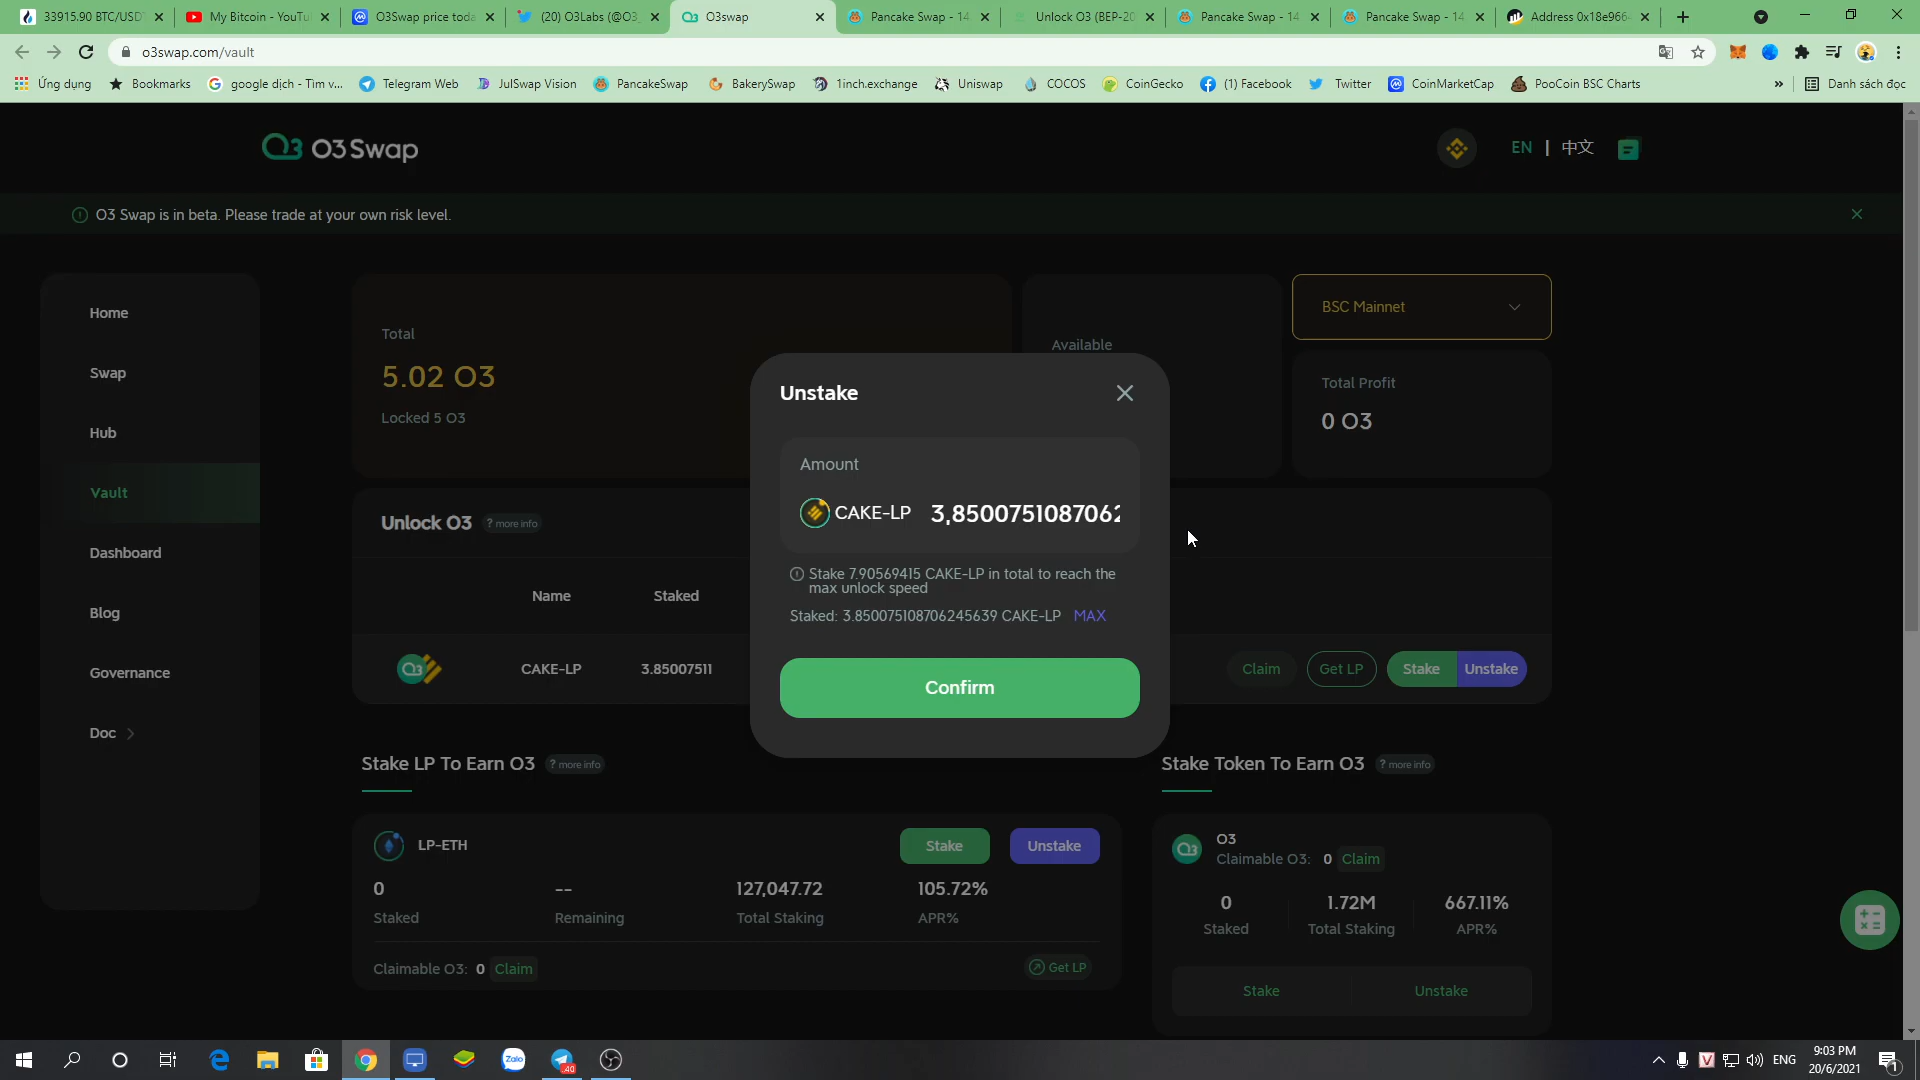 33915.90 BTC/USDT
My Bitcoin - YouTu
O3Swap price toda
(20) O3Labs (@O3_
O3swap
Pancake Swap - 14
Unlock O3 (BEP-20
Pancake Swap - 14
Pancake Swap - 14
Address 0x18e966
o3swap.com/vault
Ứng dụng
Bookmarks
google dịch - Tìm v...
Telegram Web
JulSwap Vision
PancakeSwap
BakerySwap
1inch.exchange
Uniswap
COCOS
CoinGecko
(1) Facebook
Twitter
CoinMarketCap
PooCoin BSC Charts
»
Danh sách đọc
O3 Swap
EN | 中文
O3 Swap is in beta. Please trade at your own risk level.
Home
Swap
Hub
Vault
Dashboard
Blog
Governance
Doc
Total
5.02 O3
Locked 5 O3
Available
BSC Mainnet
Total Profit
0 O3
Unlock O3 ? more info
Name
Staked
CAKE-LP
3.85007511
Claim
Get LP
Stake
Unstake
Unstake
Amount
CAKE-LP
3,8500751087062
Stake 7.90569415 CAKE-LP in total to reach the
max unlock speed
Staked: 3.850075108706245639 CAKE-LP MAX
Confirm
Stake LP To Earn O3 ? more info
LP-ETH
Stake
Unstake
0
--
127,047.72
105.72%
Staked
Remaining
Total Staking
APR%
Claimable O3: 0 Claim
Get LP
Stake Token To Earn O3 ? more info
O3
Claimable O3: 0 Claim
0
1.72M
667.11%
Staked
Total Staking
APR%
Stake
Unstake
Zalo
40
ENG
9:03 PM
20/6/2021
1